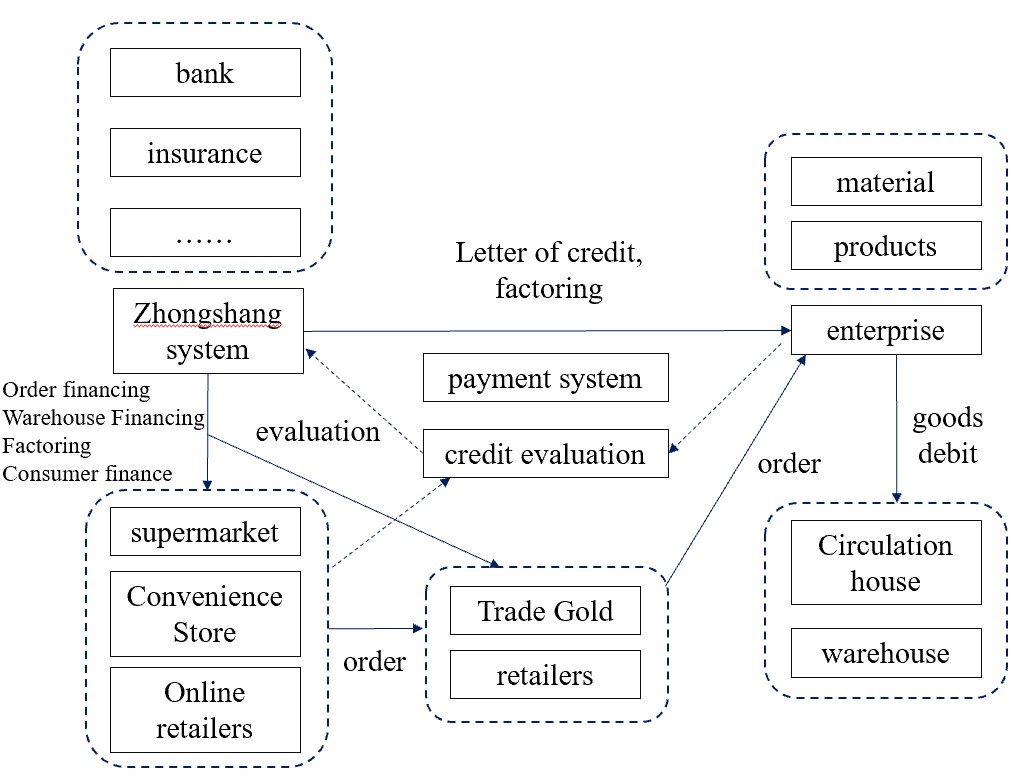 bank
insurance
……
material
products
Letter of credit,
factoring
Zhongshang
system
enterprise
payment system
Order financing
Warehouse Financing
Factoring
Consumer finance
evaluation
credit evaluation
order
goods
debit
supermarket
Convenience
Store
Online
retailers
order
Trade Gold
retailers
Circulation
house
warehouse